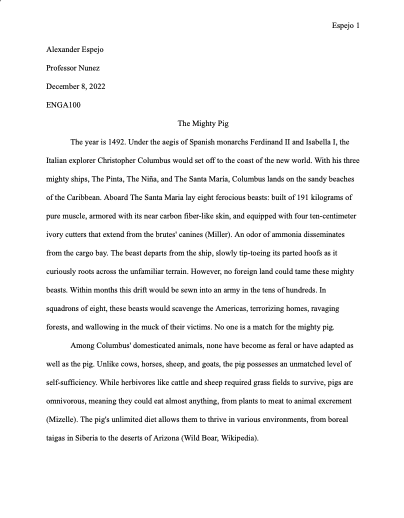 Espejo 1
Alexander Espejo
Professor Nunez
December 8, 2022
ENGA100
The Mighty Pig
The year is 1492. Under the aegis of Spanish monarchs Ferdinand II and Isabella I, the
Italian explorer Christopher Columbus would set off to the coast of the new world. With his three
mighty ships, The Pinta, The Niña, and The Santa María, Columbus lands on the sandy beaches
of the Caribbean. Aboard The Santa Maria lay eight ferocious beasts: built of 191 kilograms of
pure muscle, armored with its near carbon fiber-like skin, and equipped with four ten-centimeter
ivory cutters that extend from the brutes' canines (Miller). An odor of ammonia disseminates
from the cargo bay. The beast departs from the ship, slowly tip-toeing its parted hoofs as it
curiously roots across the unfamiliar terrain. However, no foreign land could tame these mighty
beasts. Within months this drift would be sewn into an army in the tens of hundreds. In
squadrons of eight, these beasts would scavenge the Americas, terrorizing homes, ravaging
forests, and wallowing in the muck of their victims. No one is a match for the mighty pig.
Among Columbus' domesticated animals, none have become as feral or have adapted as
well as the pig. Unlike cows, horses, sheep, and goats, the pig possesses an unmatched level of
self-sufficiency. While herbivores like cattle and sheep required grass fields to survive, pigs are
omnivorous, meaning they could eat almost anything, from plants to meat to animal excrement
(Mizelle). The pig's unlimited diet allows them to thrive in various environments, from boreal
taigas in Siberia to the deserts of Arizona (Wild Boar, Wikipedia).